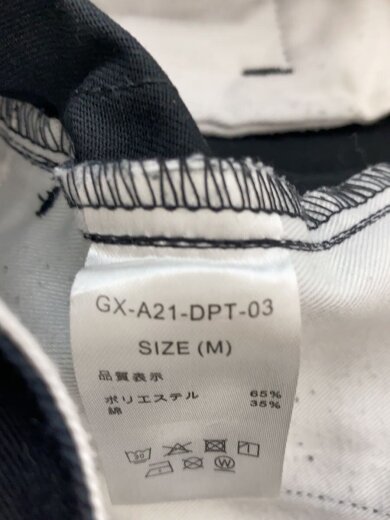 GX-A21-DPT-03
SIZE (M)
品質表示
ポリエステル 65%
綿 35%